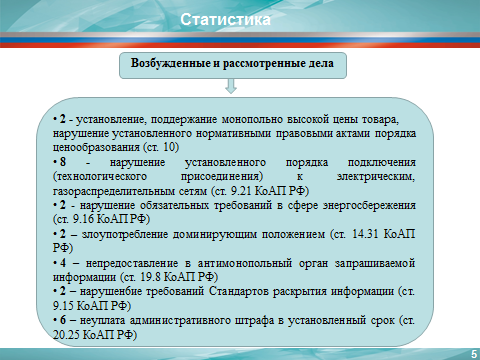 Статистика
Возбужденные и рассмотренные дела
• 2 - установление, поддержание монопольно высокой цены товара,
нарушение установленного нормативными правовыми актами порядка
ценообразования (ст. 10)
• 8 - нарушение установленного порядка подключения
(технологического присоединения) к электрическим,
газораспределительным сетям (ст. 9.21 КоАП РФ)
• 2 - нарушение обязательных требований в сфере энергосбережения
(ст. 9.16 КоАП РФ)
• 2 – злоупотребление доминирующим положением (ст. 14.31 КоАП
РФ)
• 4 – непредоставление в антимонопольный орган запрашиваемой
информации (ст. 19.8 КоАП РФ)
• 2 – нарушенбие требований Стандартов раскрытия информации (ст.
9.15 КоАП РФ)
• 6 – неуплата административного штрафа в установленный срок (ст.
20.25 КоАП РФ)
5